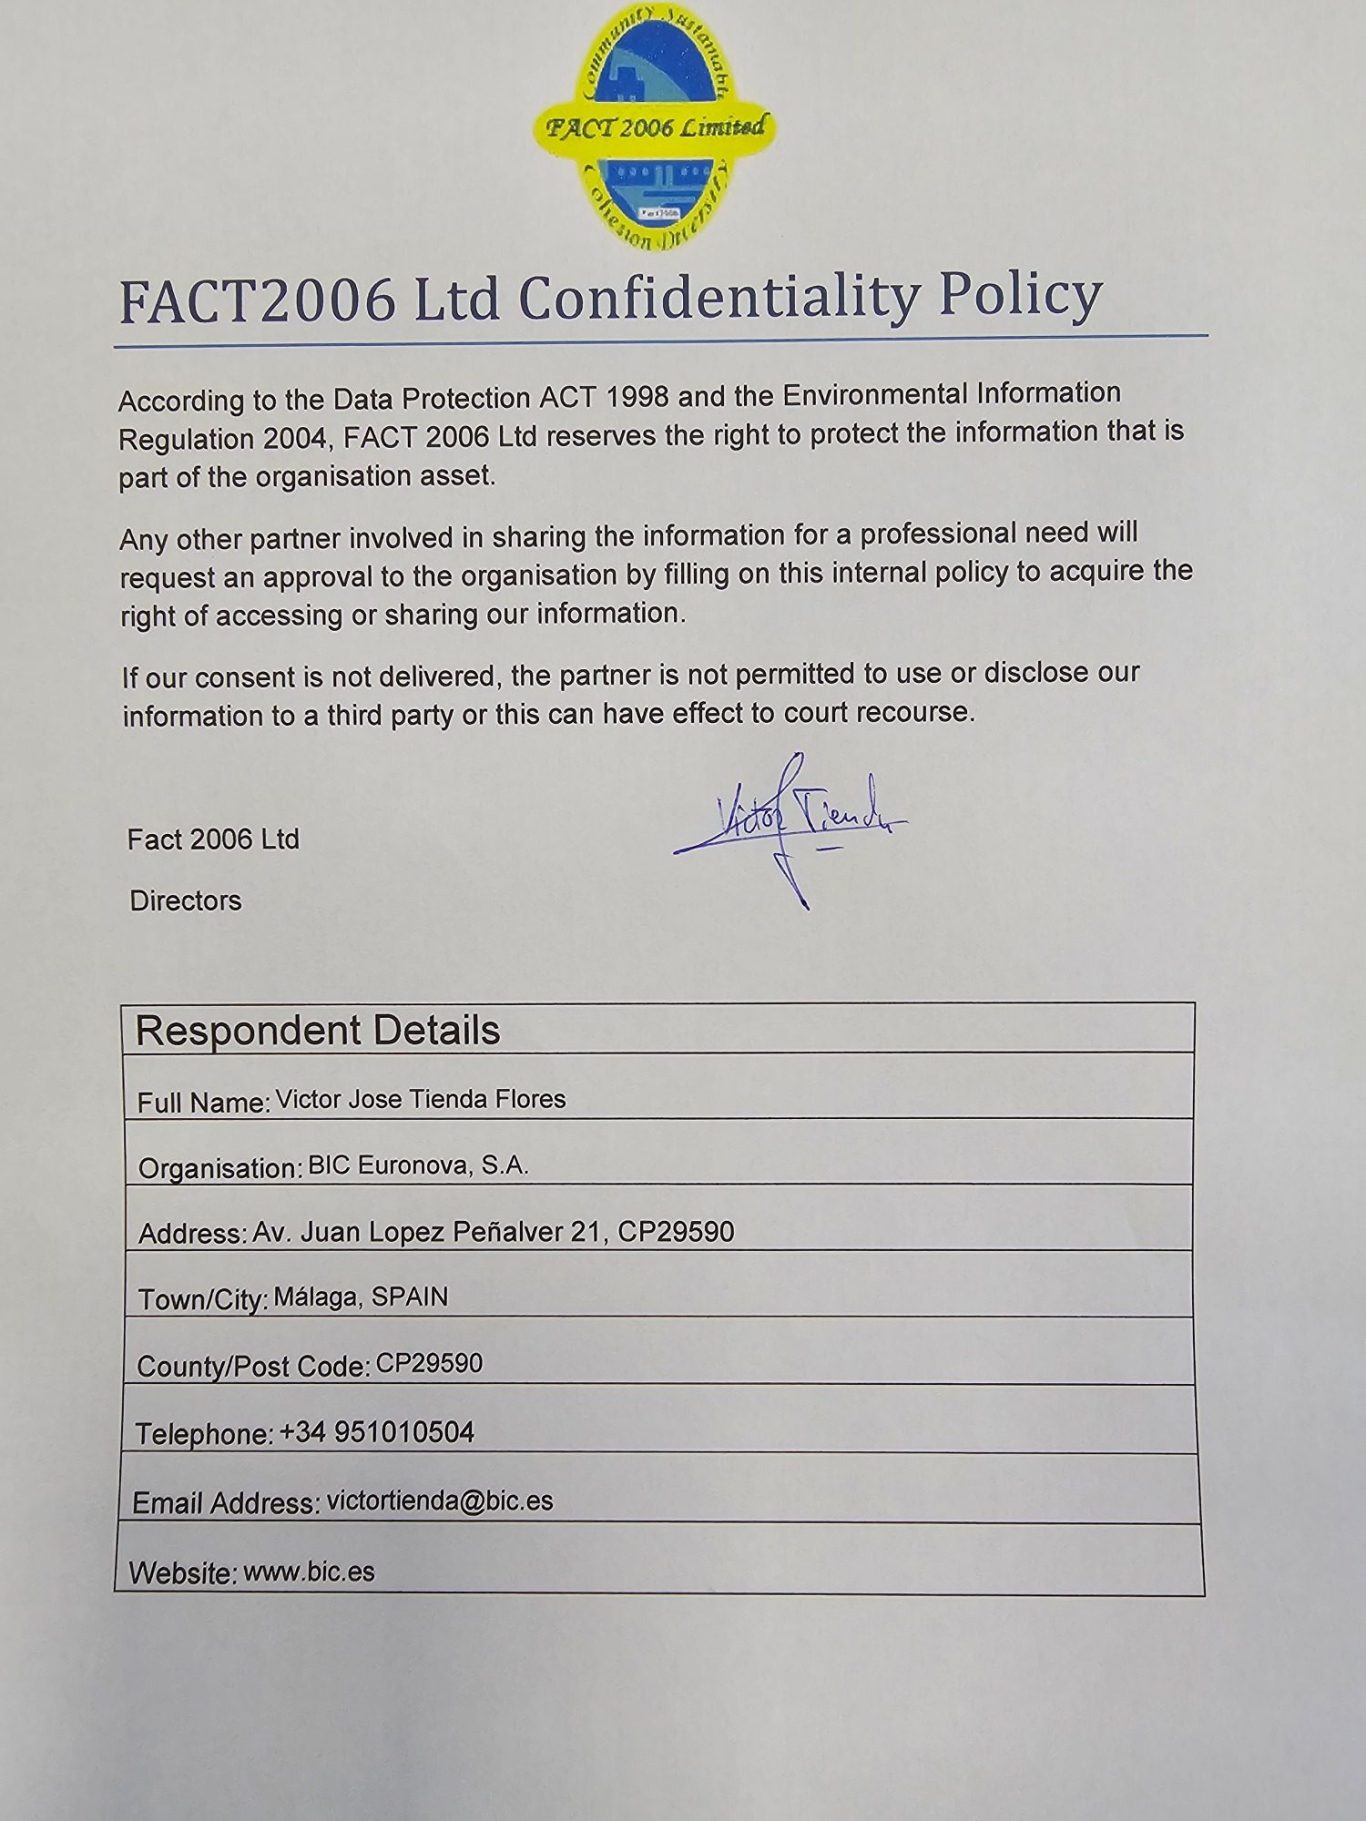 Community Sustainable
FACT 2006 Limited
Cohesion Diversity
FACT2006 Ltd Confidentiality Policy
According to the Data Protection ACT 1998 and the Environmental Information
Regulation 2004, FACT 2006 Ltd reserves the right to protect the information that is
part of the organisation asset.
Any other partner involved in sharing the information for a professional need will
request an approval to the organisation by filling on this internal policy to acquire the
right of accessing or sharing our information.
If our consent is not delivered, the partner is not permitted to use or disclose our
information to a third party or this can have effect to court recourse.
Victor Tienda
Fact 2006 Ltd
Directors
Respondent Details
Full Name: Victor Jose Tienda Flores
Organisation: BIC Euronova, S.A.
Address: Av. Juan Lopez Peñalver 21, CP29590
Town/City: Málaga, SPAIN
County/Post Code: CP29590
Telephone: +34 951010504
Email Address: victortienda@bic.es
Website: www.bic.es